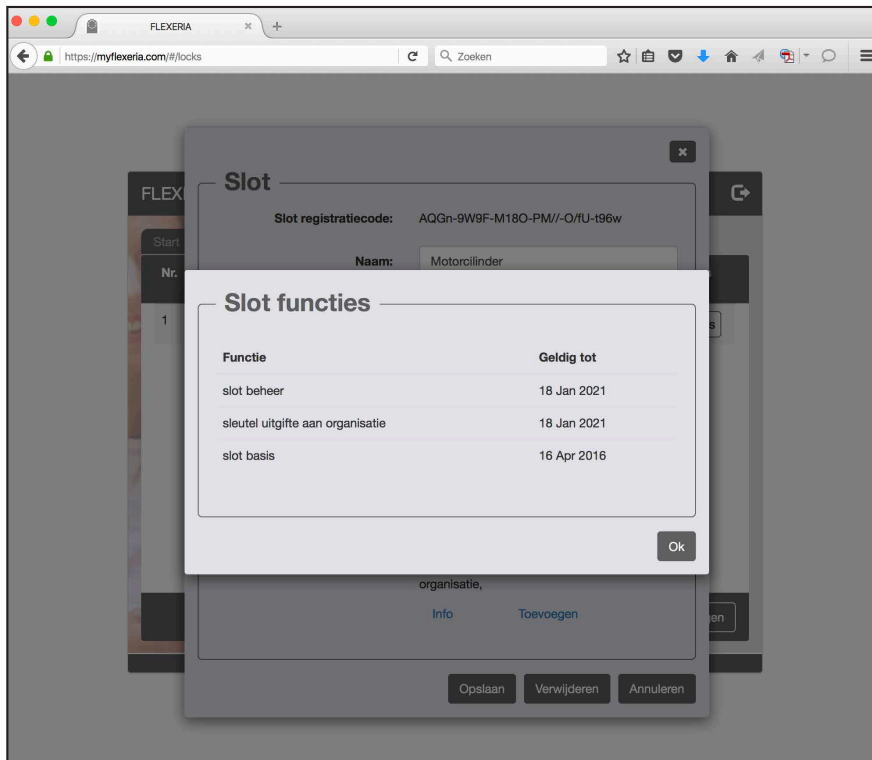 FLEXERIA
https://myflexeria.com/#/locks
Zoeken
FLEX
Slot
Slot registratiecode: AQGn-9W9F-M18O-PM//-O/fU-t96w
Start
Naam: Motorcilinder
Nr.
Slot functies
1
s
Functie Geldig tot
slot beheer 18 Jan 2021
sleutel uitgifte aan organisatie 18 Jan 2021
slot basis 16 Apr 2016
Ok
organisatie,
Info Toevoegen
en
Opslaan Verwijderen Annuleren